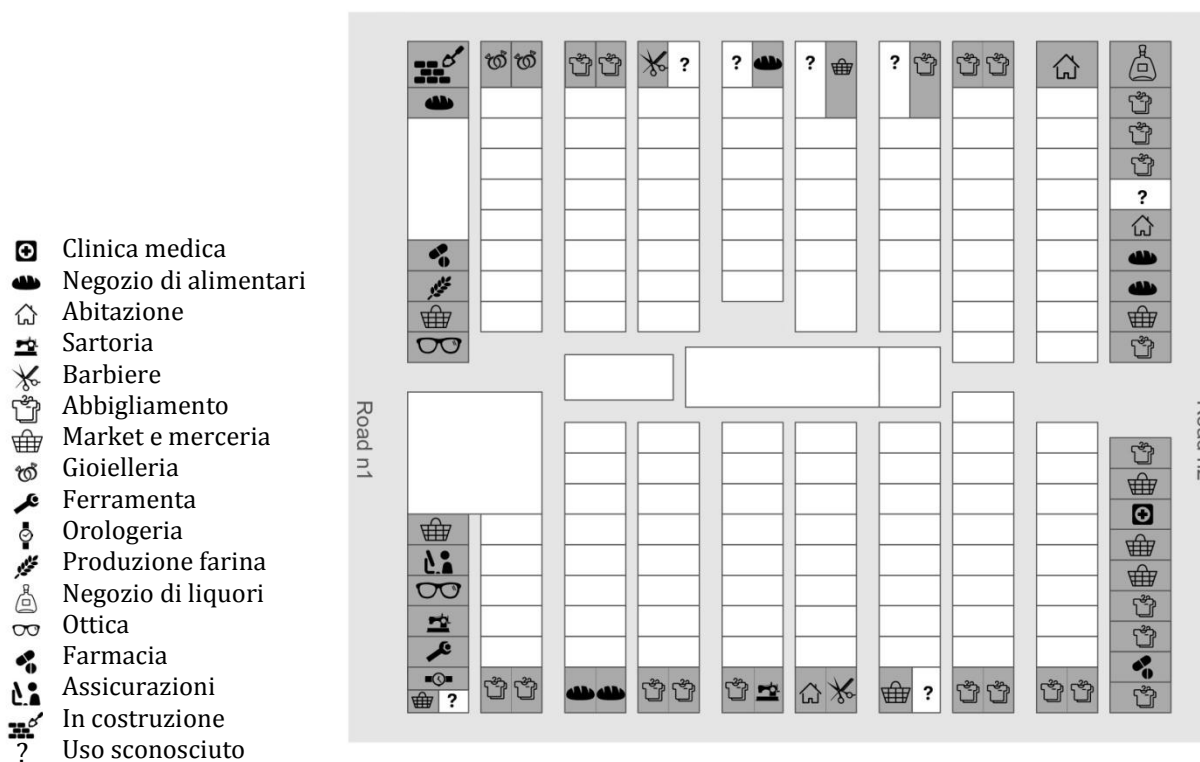 Clinica medica
Negozio di alimentari
Abitazione
Sartoria
Barbiere
Abbigliamento
Market e merceria
Gioielleria
Ferramenta
Orologeria
Produzione farina
Negozio di liquori
Ottica
Farmacia
Assicurazioni
In costruzione
? Uso sconosciuto
? ? ? ?
?
Road n1
? ?